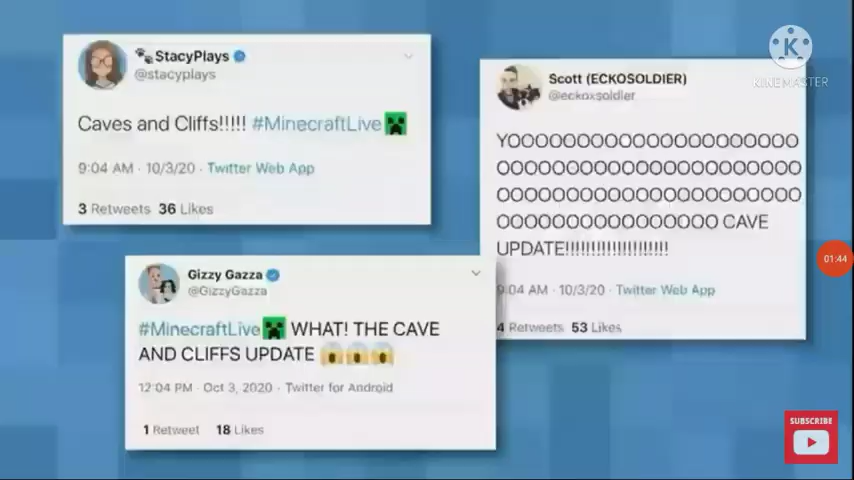 StacyPlays
@stacyplays
Caves and Cliffs!!!!! #MinecraftLive
9:04 AM · 10/3/20 · Twitter Web App
3 Retweets 36 Likes
Scott (ECKOSOLDIER)
@eckoxsoldier
YOOOOOOOOOOOOOOOOOOOOOO
OOOOOOOOOOOOOOOOOOOOOOO
OOOOOOOOOOOOOOOOOOOOOOO
OOOOOOOOOOOOOOOOO CAVE
UPDATE!!!!!!!!!!!!!!!!!!!!
9:04 AM · 10/3/20 · Twitter Web App
4 Retweets 53 Likes
Gizzy Gazza
@GizzyGazza
#MinecraftLive WHAT! THE CAVE
AND CLIFFS UPDATE 😱😱😱
12:04 PM · Oct 3, 2020 · Twitter for Android
1 Retweet 18 Likes
K
KINEMASTER
01:44
SUBSCRIBE